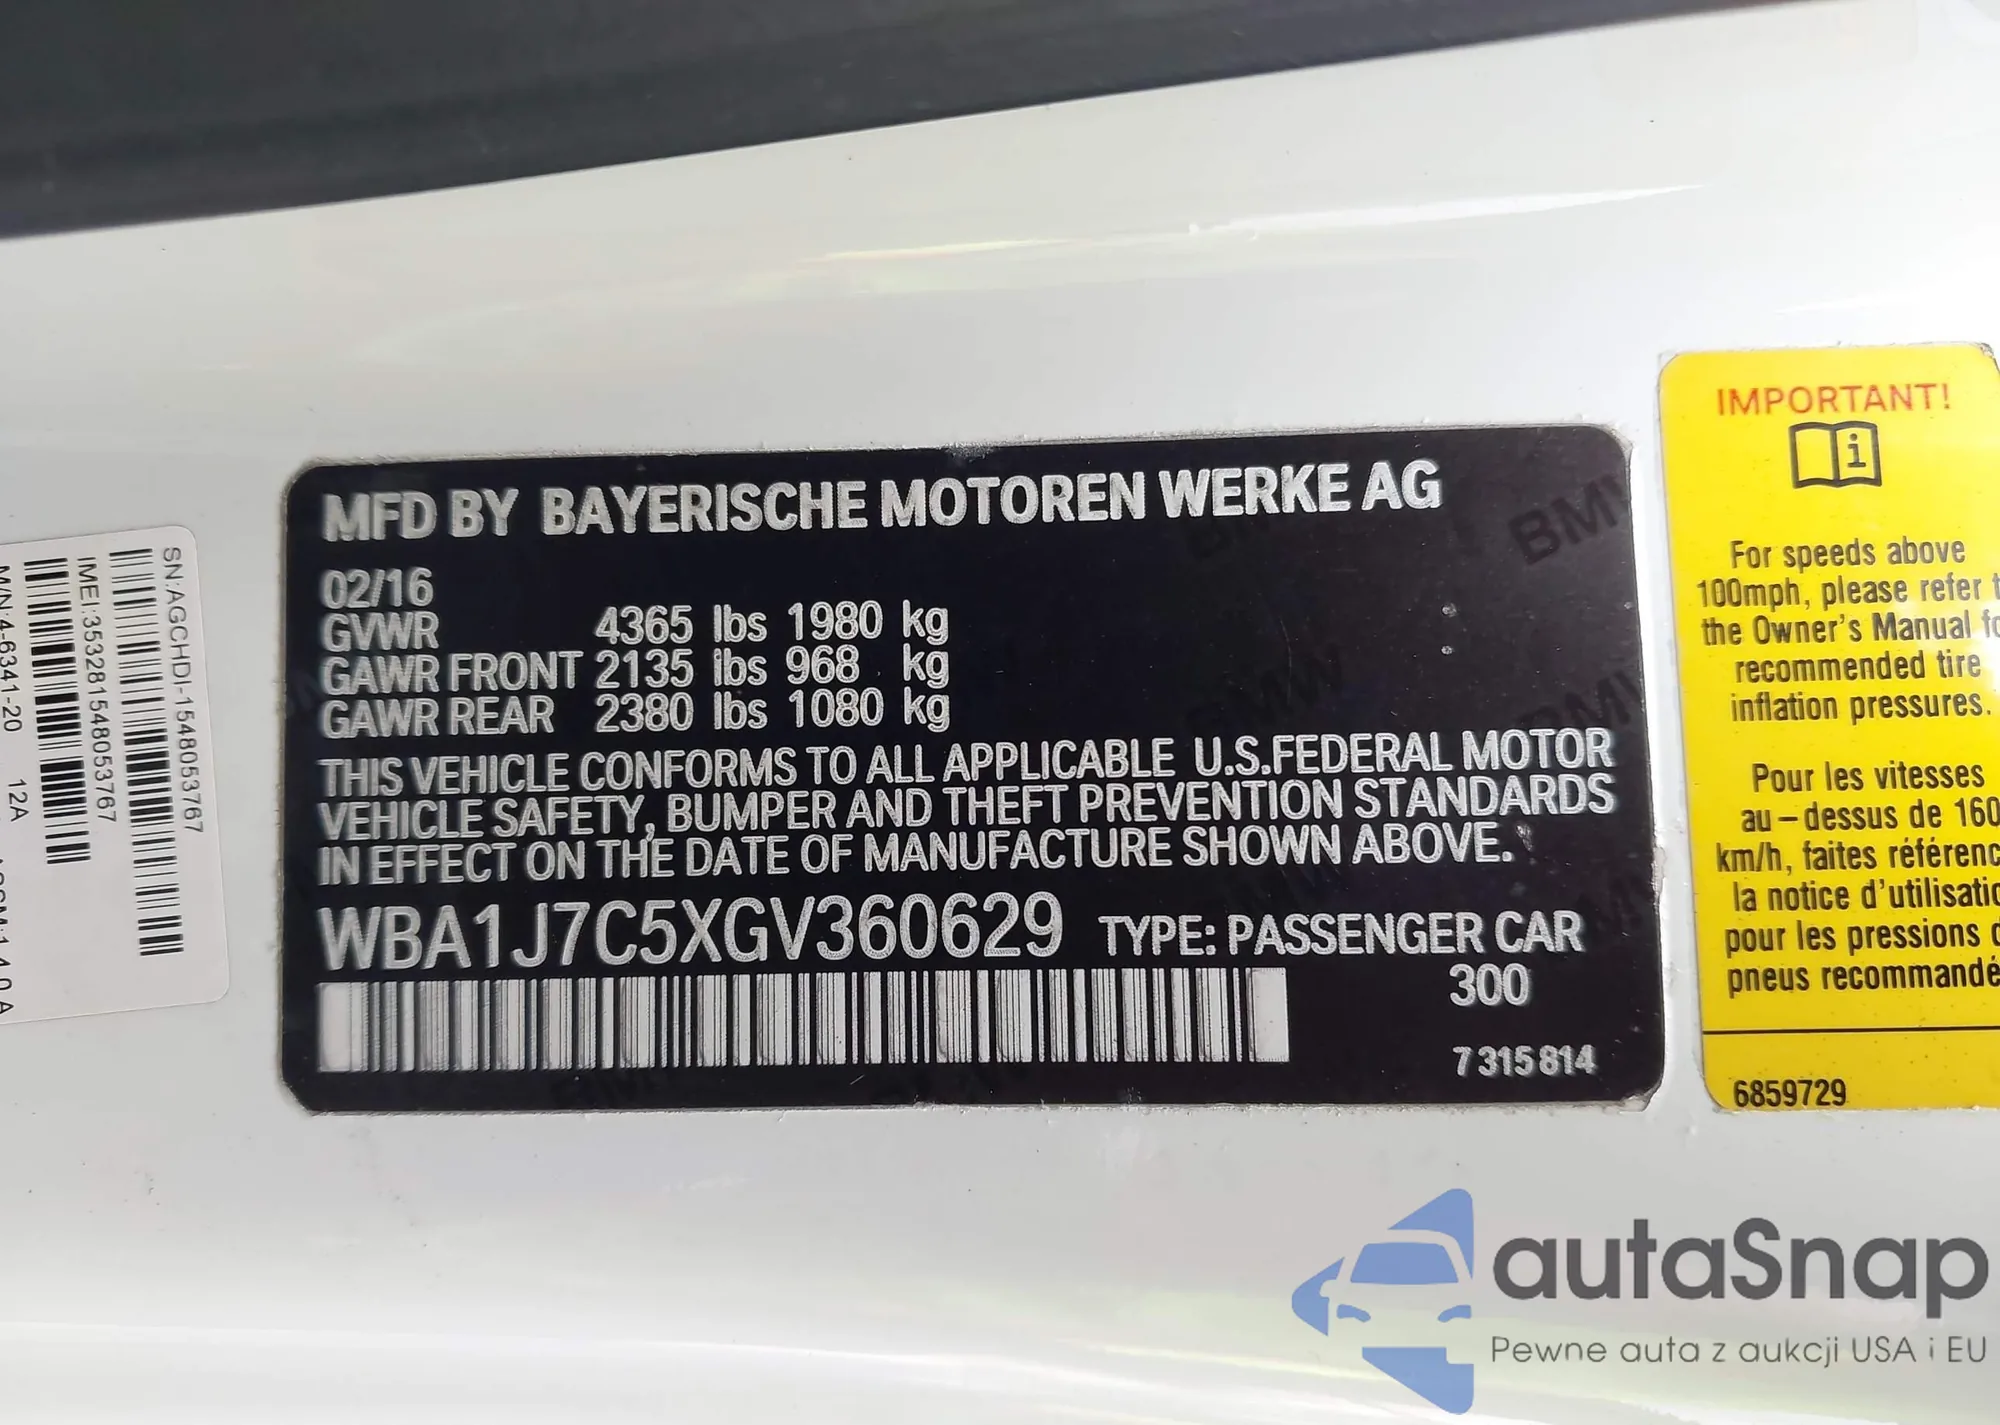 SN:AGCHDI-1548053767
IMEI:353281548053767
M/N:4-6341-20 12A
MFD BY BAYERISCHE MOTOREN WERKE AG
02/16
GVWR 4365 lbs 1980 kg
GAWR FRONT 2135 lbs 968 kg
GAWR REAR 2380 lbs 1080 kg
THIS VEHICLE CONFORMS TO ALL APPLICABLE U.S.FEDERAL MOTOR
VEHICLE SAFETY, BUMPER AND THEFT PREVENTION STANDARDS
IN EFFECT ON THE DATE OF MANUFACTURE SHOWN ABOVE.
WBA1J7C5XGV360629 TYPE: PASSENGER CAR
300
7315814
IMPORTANT!
For speeds above
100mph, please refer t
the Owner's Manual fo
recommended tire
inflation pressures.
Pour les vitesses
au-dessus de 160
km/h, faites référenc
la notice d'utilisatio
pour les pressions d
pneus recommandé
6859729
autaSnap
Pewne auta z aukcji USA i EU